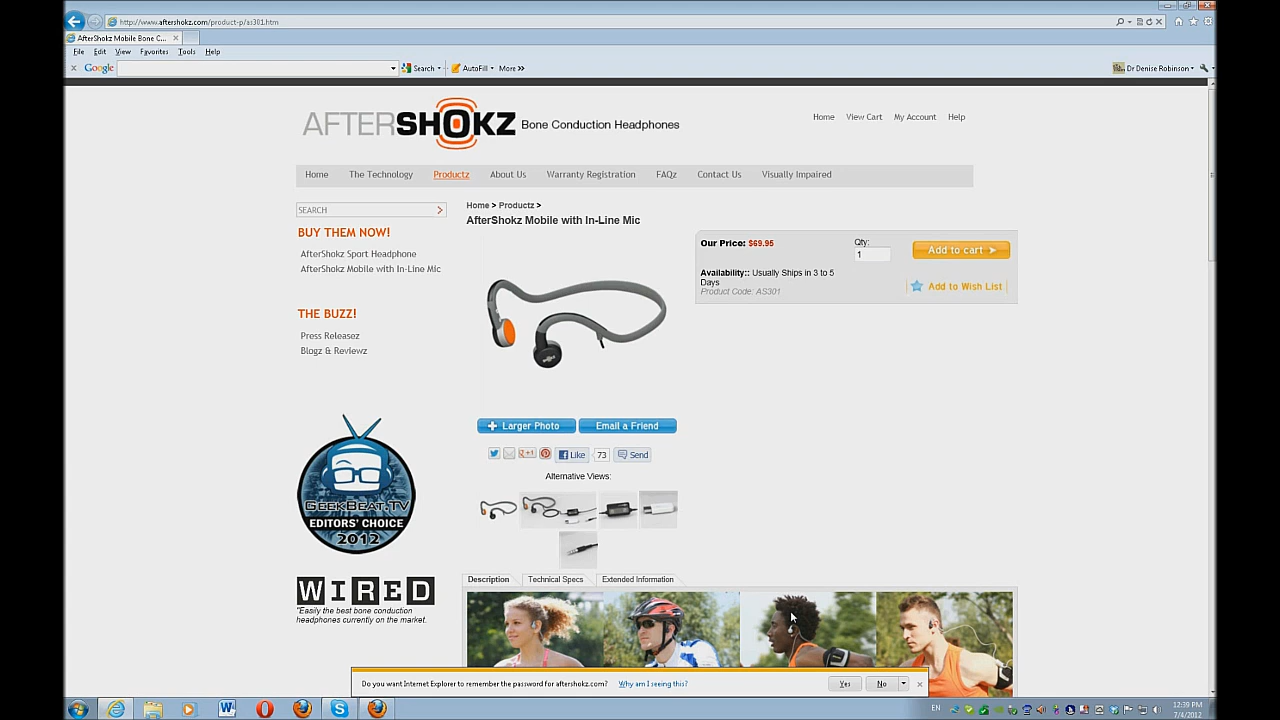 http://www.aftershokz.com/product-p/as301.htm
AfterShokz Mobile Bone C...
File Edit View Favorites Tools Help
Google Search AutoFill More Dr Denise Robinson
AFTERSHOKZ Bone Conduction Headphones
Home View Cart My Account Help
Home The Technology Productz About Us Warranty Registration FAQz Contact Us Visually Impaired
SEARCH
BUY THEM NOW!
AfterShokz Sport Headphone
AfterShokz Mobile with In-Line Mic
THE BUZZ!
Press Releasez
Blogz & Reviewz
GEEKBEAT.TV
EDITORS' CHOICE
2012
WIRED
"Easily the best bone conduction
headphones currently on the market.
Home > Productz >
AfterShokz Mobile with In-Line Mic
Our Price: $69.95
Qty:
1
Add to cart
Availability:: Usually Ships in 3 to 5
Days
Product Code: AS301
Add to Wish List
Larger Photo Email a Friend
+1 Like 73 Send
Alternative Views:
Description Technical Specs Extended Information
Do you want Internet Explorer to remember the password for aftershokz.com? Why am I seeing this? Yes No
EN
12:39 PM
7/4/2012